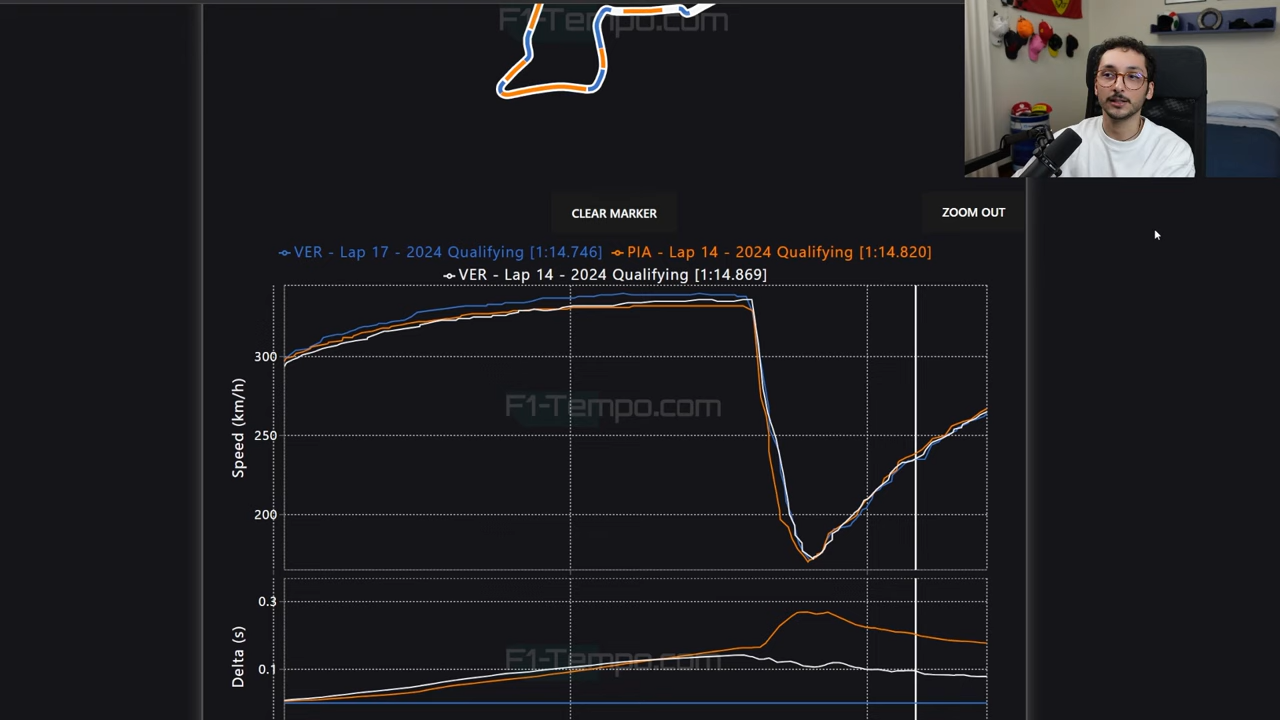 F1-Tempo.com
CLEAR MARKER
ZOOM OUT
VER - Lap 17 - 2024 Qualifying [1:14.746]
PIA - Lap 14 - 2024 Qualifying [1:14.820]
VER - Lap 14 - 2024 Qualifying [1:14.869]
300
250
200
Speed (km/h)
F1-Tempo.com
0.3
0.1
Delta (s)
F1-Tempo.com